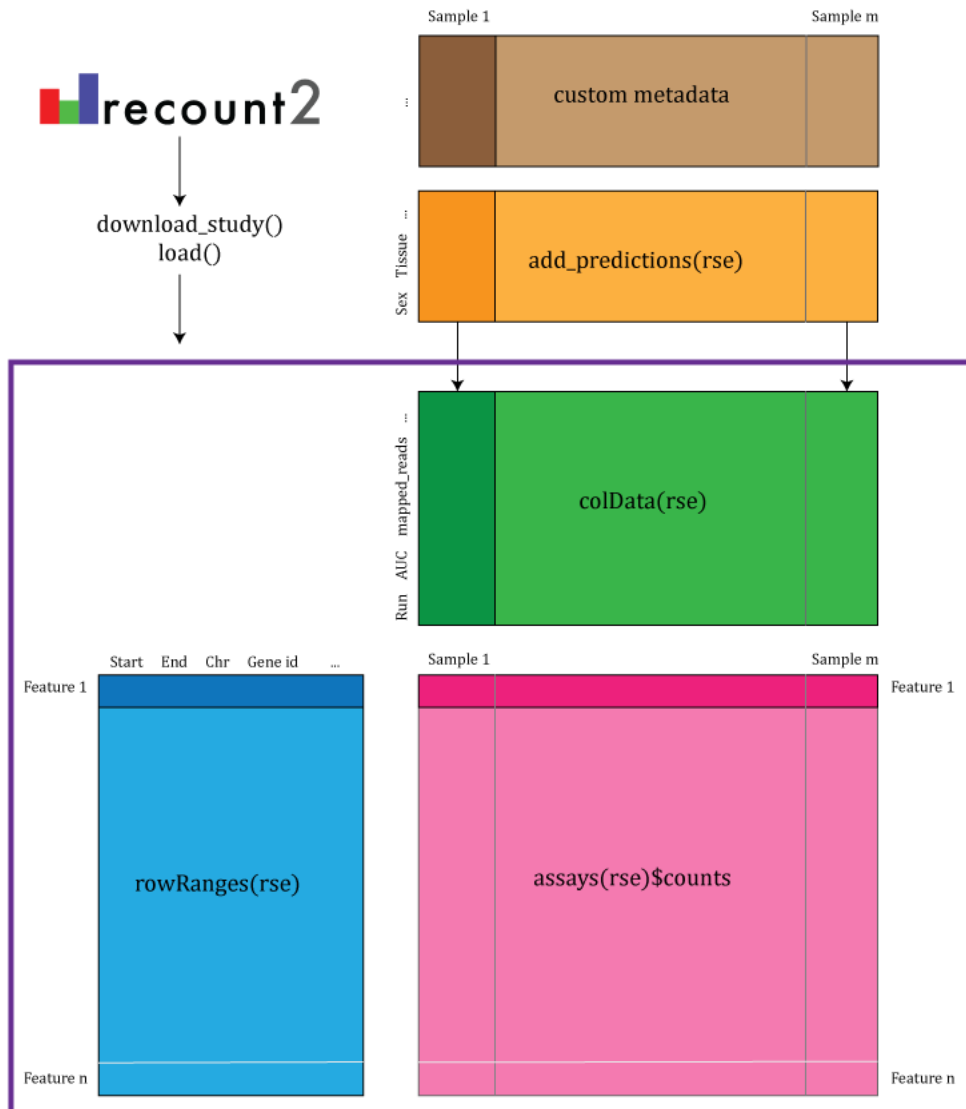 Sample 1 Sample m
...
custom metadata
recount2
download_study()
load()
Sex Tissue ...
add_predictions(rse)
Run AUC mapped_reads ...
colData(rse)
Start End Chr Gene id ...
Sample 1 Sample m
Feature 1 Feature 1
rowRanges(rse)
assays(rse)$counts
Feature n Feature n